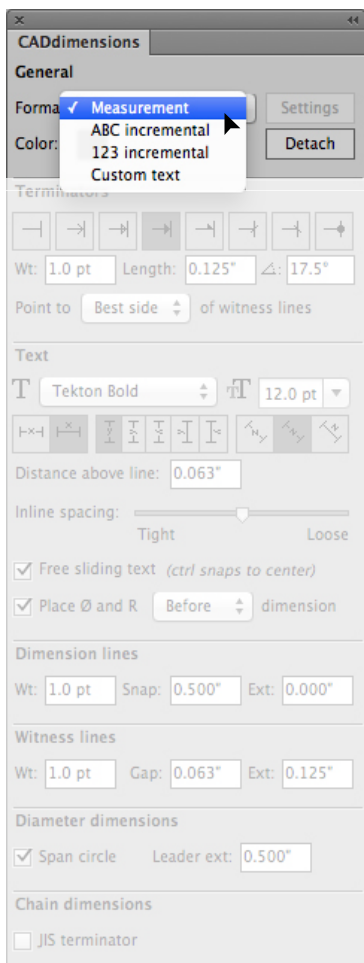 CADdimensions
General
Forma ✓ Measurement Settings
ABC incremental
Color: 123 incremental Detach
Custom text
Terminators
Wt: 1.0 pt Length: 0.125" ∠: 17.5°
Point to Best side of witness lines
Text
T Tekton Bold TT 12.0 pt
Distance above line: 0.063"
Inline spacing:
Tight Loose
Free sliding text (ctrl snaps to center)
Place Ø and R Before dimension
Dimension lines
Wt: 1.0 pt Snap: 0.500" Ext: 0.000"
Witness lines
Wt: 1.0 pt Gap: 0.063" Ext: 0.125"
Diameter dimensions
Span circle Leader ext: 0.500"
Chain dimensions
JIS terminator